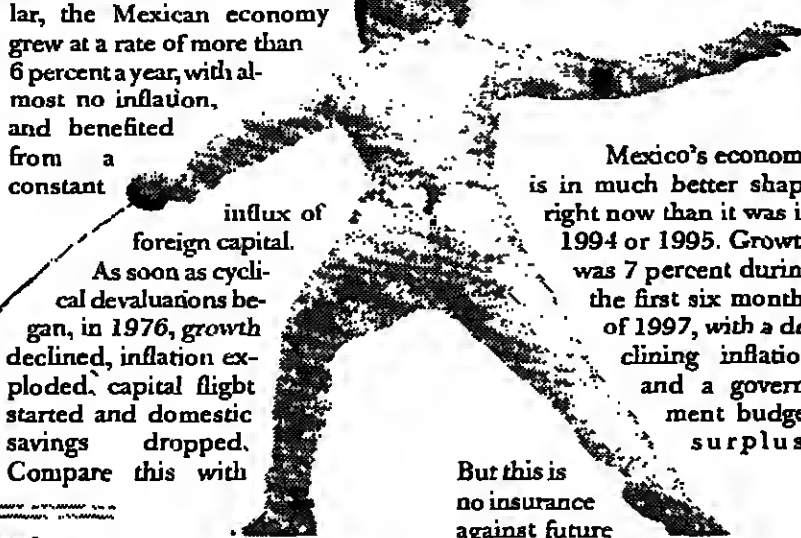 lar, the Mexican economy
grew at a rate of more than
6 percent a year, with al-
most no inflation,
and benefited
from a
constant
influx of
foreign capital.
As soon as cycli-
cal devaluations be-
gan, in 1976, growth
declined, inflation ex-
ploded, capital flight
started and domestic
savings dropped.
Compare this with
Mexico's econom
is in much better shap
right now than it was i
1994 or 1995. Growt
was 7 percent durin
the first six month
of 1997, with a de
clining inflatio
and a govern
ment budge
surplus
But this is
no insurance
against future